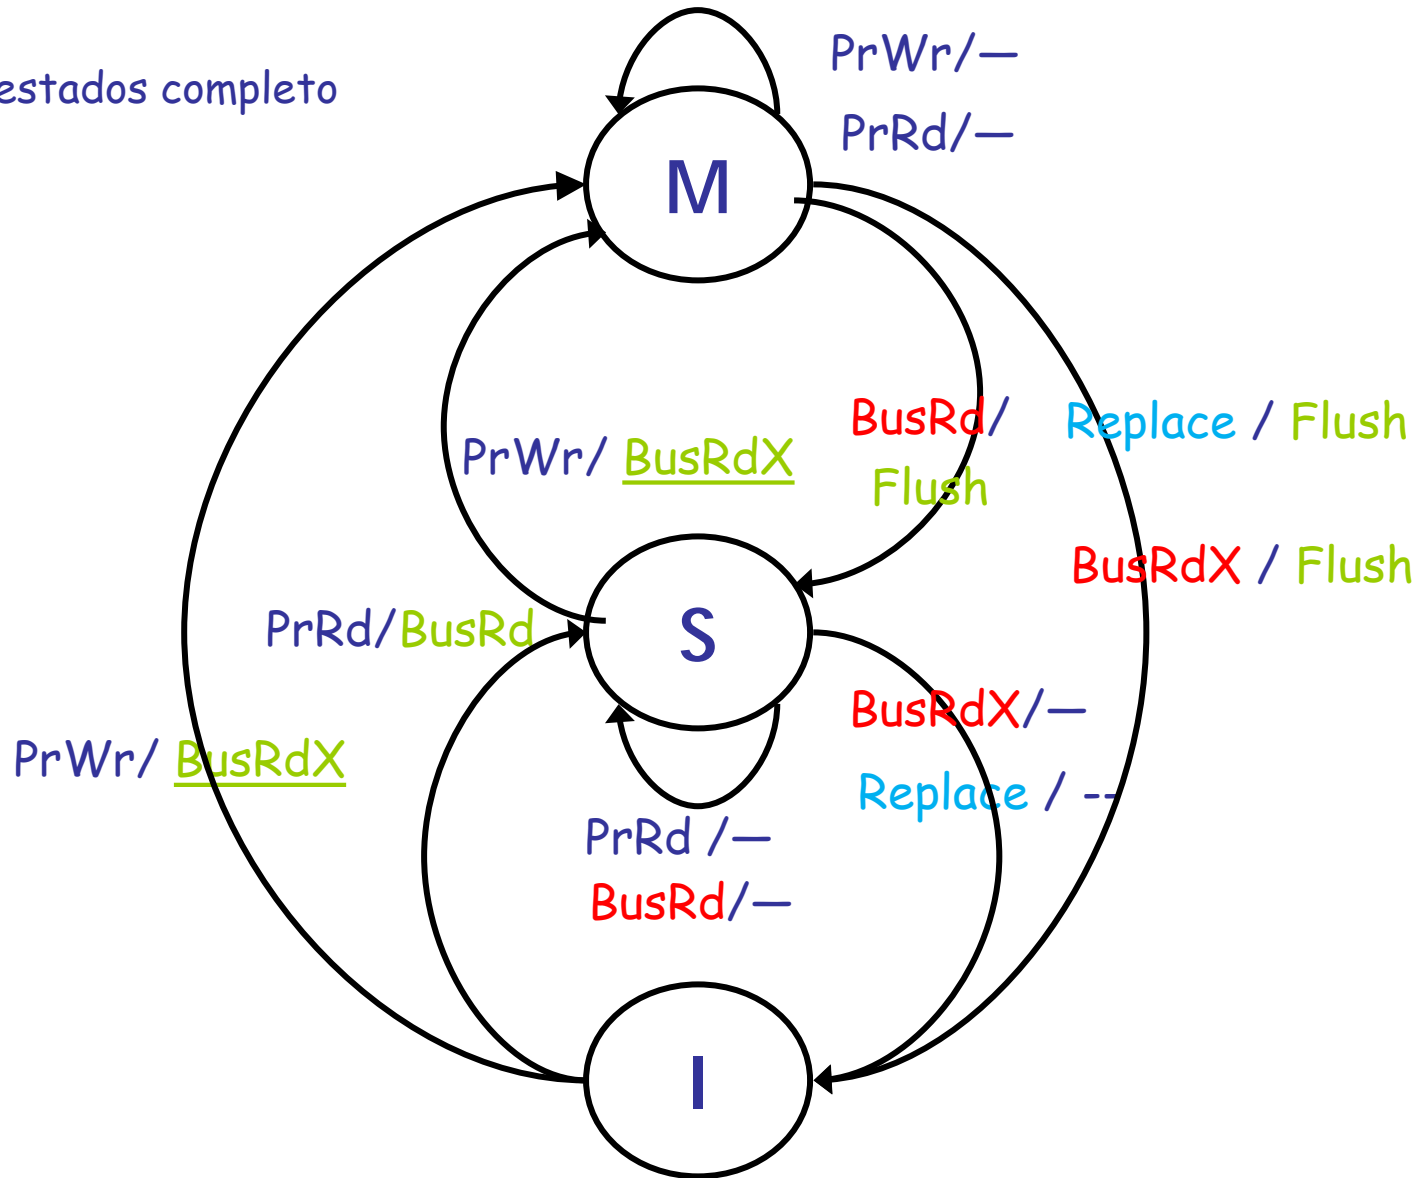 estados completo
PrWr/—
PrRd/—
M
PrWr/ BusRdX
BusRd/
Flush
Replace / Flush
BusRdX / Flush
PrRd/BusRd
S
PrWr/ BusRdX
BusRdX/—
Replace / --
PrRd /—
BusRd/—
I